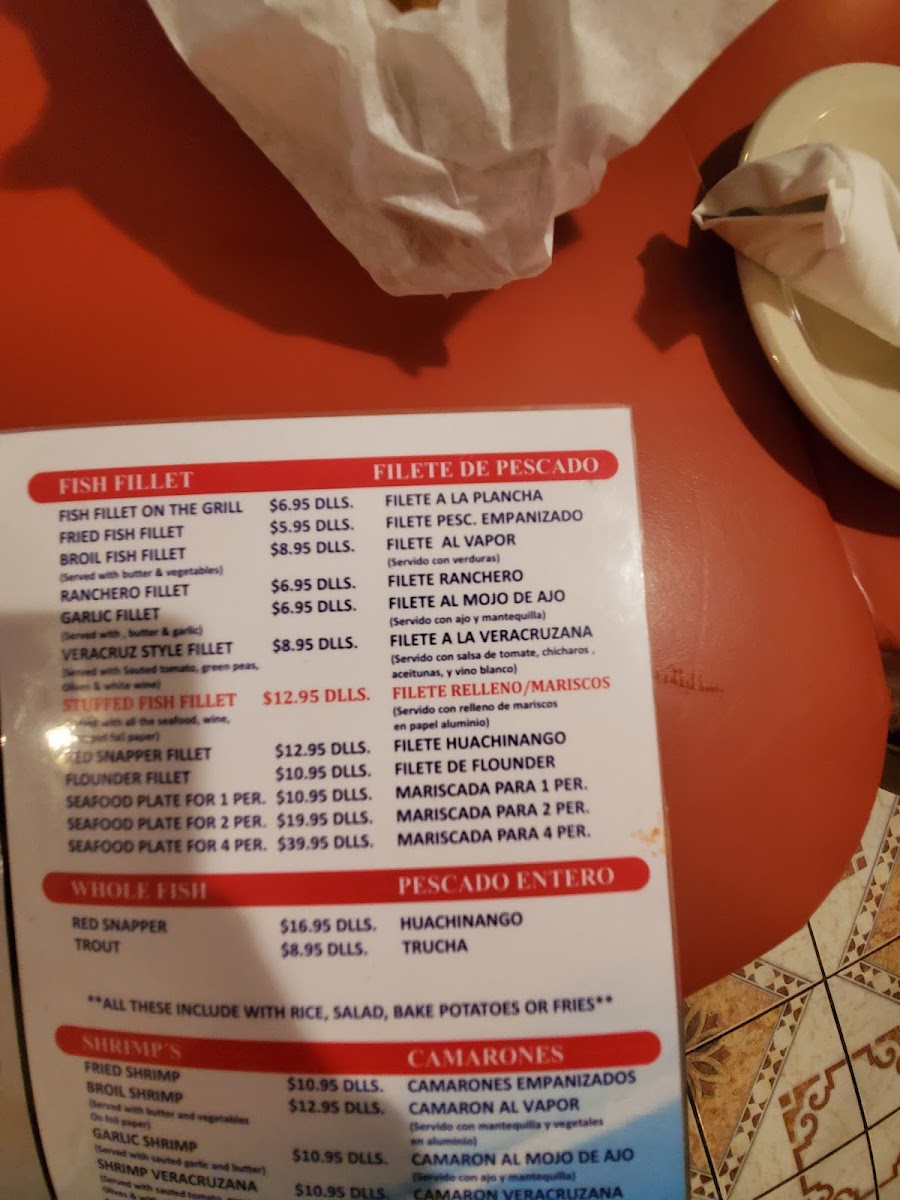 FISH FILLET FILETE DE PESCADO
FISH FILLET ON THE GRILL $6.95 DLLS. FILETE A LA PLANCHA
FRIED FISH FILLET $5.95 DLLS. FILETE PESC. EMPANIZADO
BROIL FISH FILLET $8.95 DLLS. FILETE AL VAPOR
(Served with butter & vegetables) (Servido con verduras)
RANCHERO FILLET $6.95 DLLS. FILETE RANCHERO
GARLIC FILLET $6.95 DLLS. FILETE AL MOJO DE AJO
(Served with , butter & garlic) (Servido con ajo y mantequilla)
VERACRUZ STYLE FILLET $8.95 DLLS. FILETE A LA VERACRUZANA
(Served with Sauted tomato, green peas, (Servido con salsa de tomate, chicharos ,
Olives & white wine) aceitunas, y vino blanco)
STUFFED FISH FILLET $12.95 DLLS. FILETE RELLENO/MARISCOS
(Served with all the seafood, wine, (Servido con relleno de mariscos
foil paper) en papel aluminio)
RED SNAPPER FILLET $12.95 DLLS. FILETE HUACHINANGO
FLOUNDER FILLET $10.95 DLLS. FILETE DE FLOUNDER
SEAFOOD PLATE FOR 1 PER. $10.95 DLLS. MARISCADA PARA 1 PER.
SEAFOOD PLATE FOR 2 PER. $19.95 DLLS. MARISCADA PARA 2 PER.
SEAFOOD PLATE FOR 4 PER. $39.95 DLLS. MARISCADA PARA 4 PER.
WHOLE FISH PESCADO ENTERO
RED SNAPPER $16.95 DLLS. HUACHINANGO
TROUT $8.95 DLLS. TRUCHA
**ALL THESE INCLUDE WITH RICE, SALAD, BAKE POTATOES OR FRIES**
SHRIMP´S CAMARONES
FRIED SHRIMP $10.95 DLLS. CAMARONES EMPANIZADOS
BROIL SHRIMP $12.95 DLLS. CAMARON AL VAPOR
(Served with butter and vegetables (Servido con mantequilla y vegetales
On foil paper) en aluminio)
GARLIC SHRIMP $10.95 DLLS. CAMARON AL MOJO DE AJO
(Served with sauted garlic and butter) (Servido con ajo y mantequilla)
SHRIMP VERACRUZANA $10.95 DLLS. CAMARON VERACRUZANA
(Served with sauted tomato,
Olives &